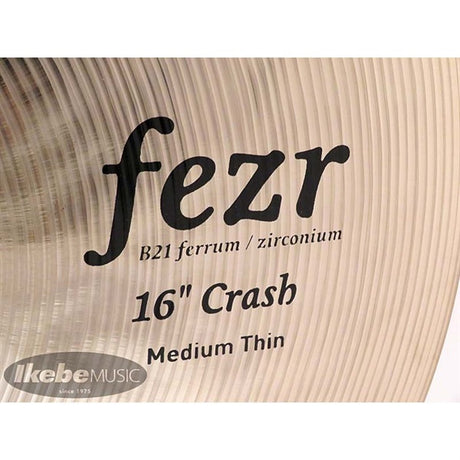 fezr
B21 ferrum / zirconium
16" Crash
Medium Thin
IkebeMUSIC
since 1975